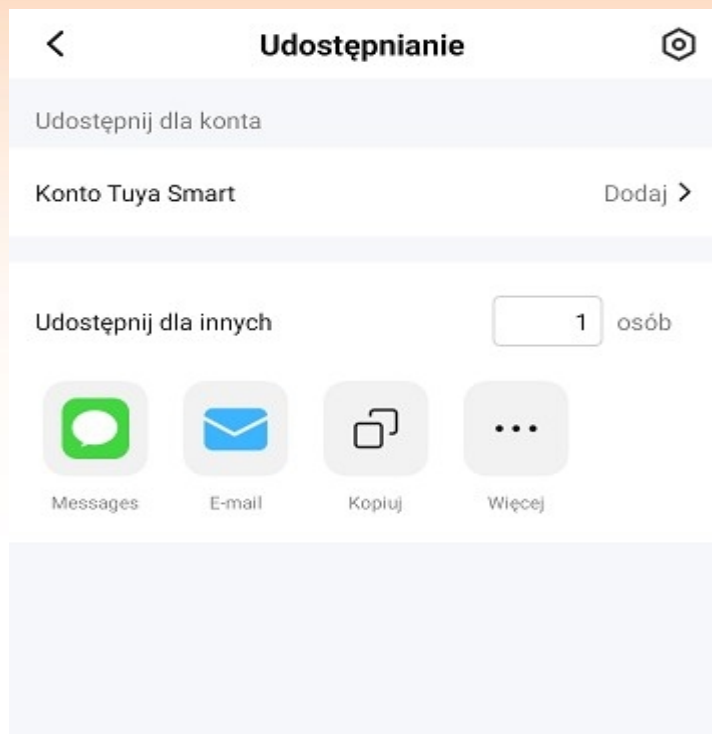 Udostępnianie
Udostępnij dla konta
Konto Tuya Smart Dodaj
Udostępnij dla innych 1 osób
Messages E-mail Kopiuj Więcej